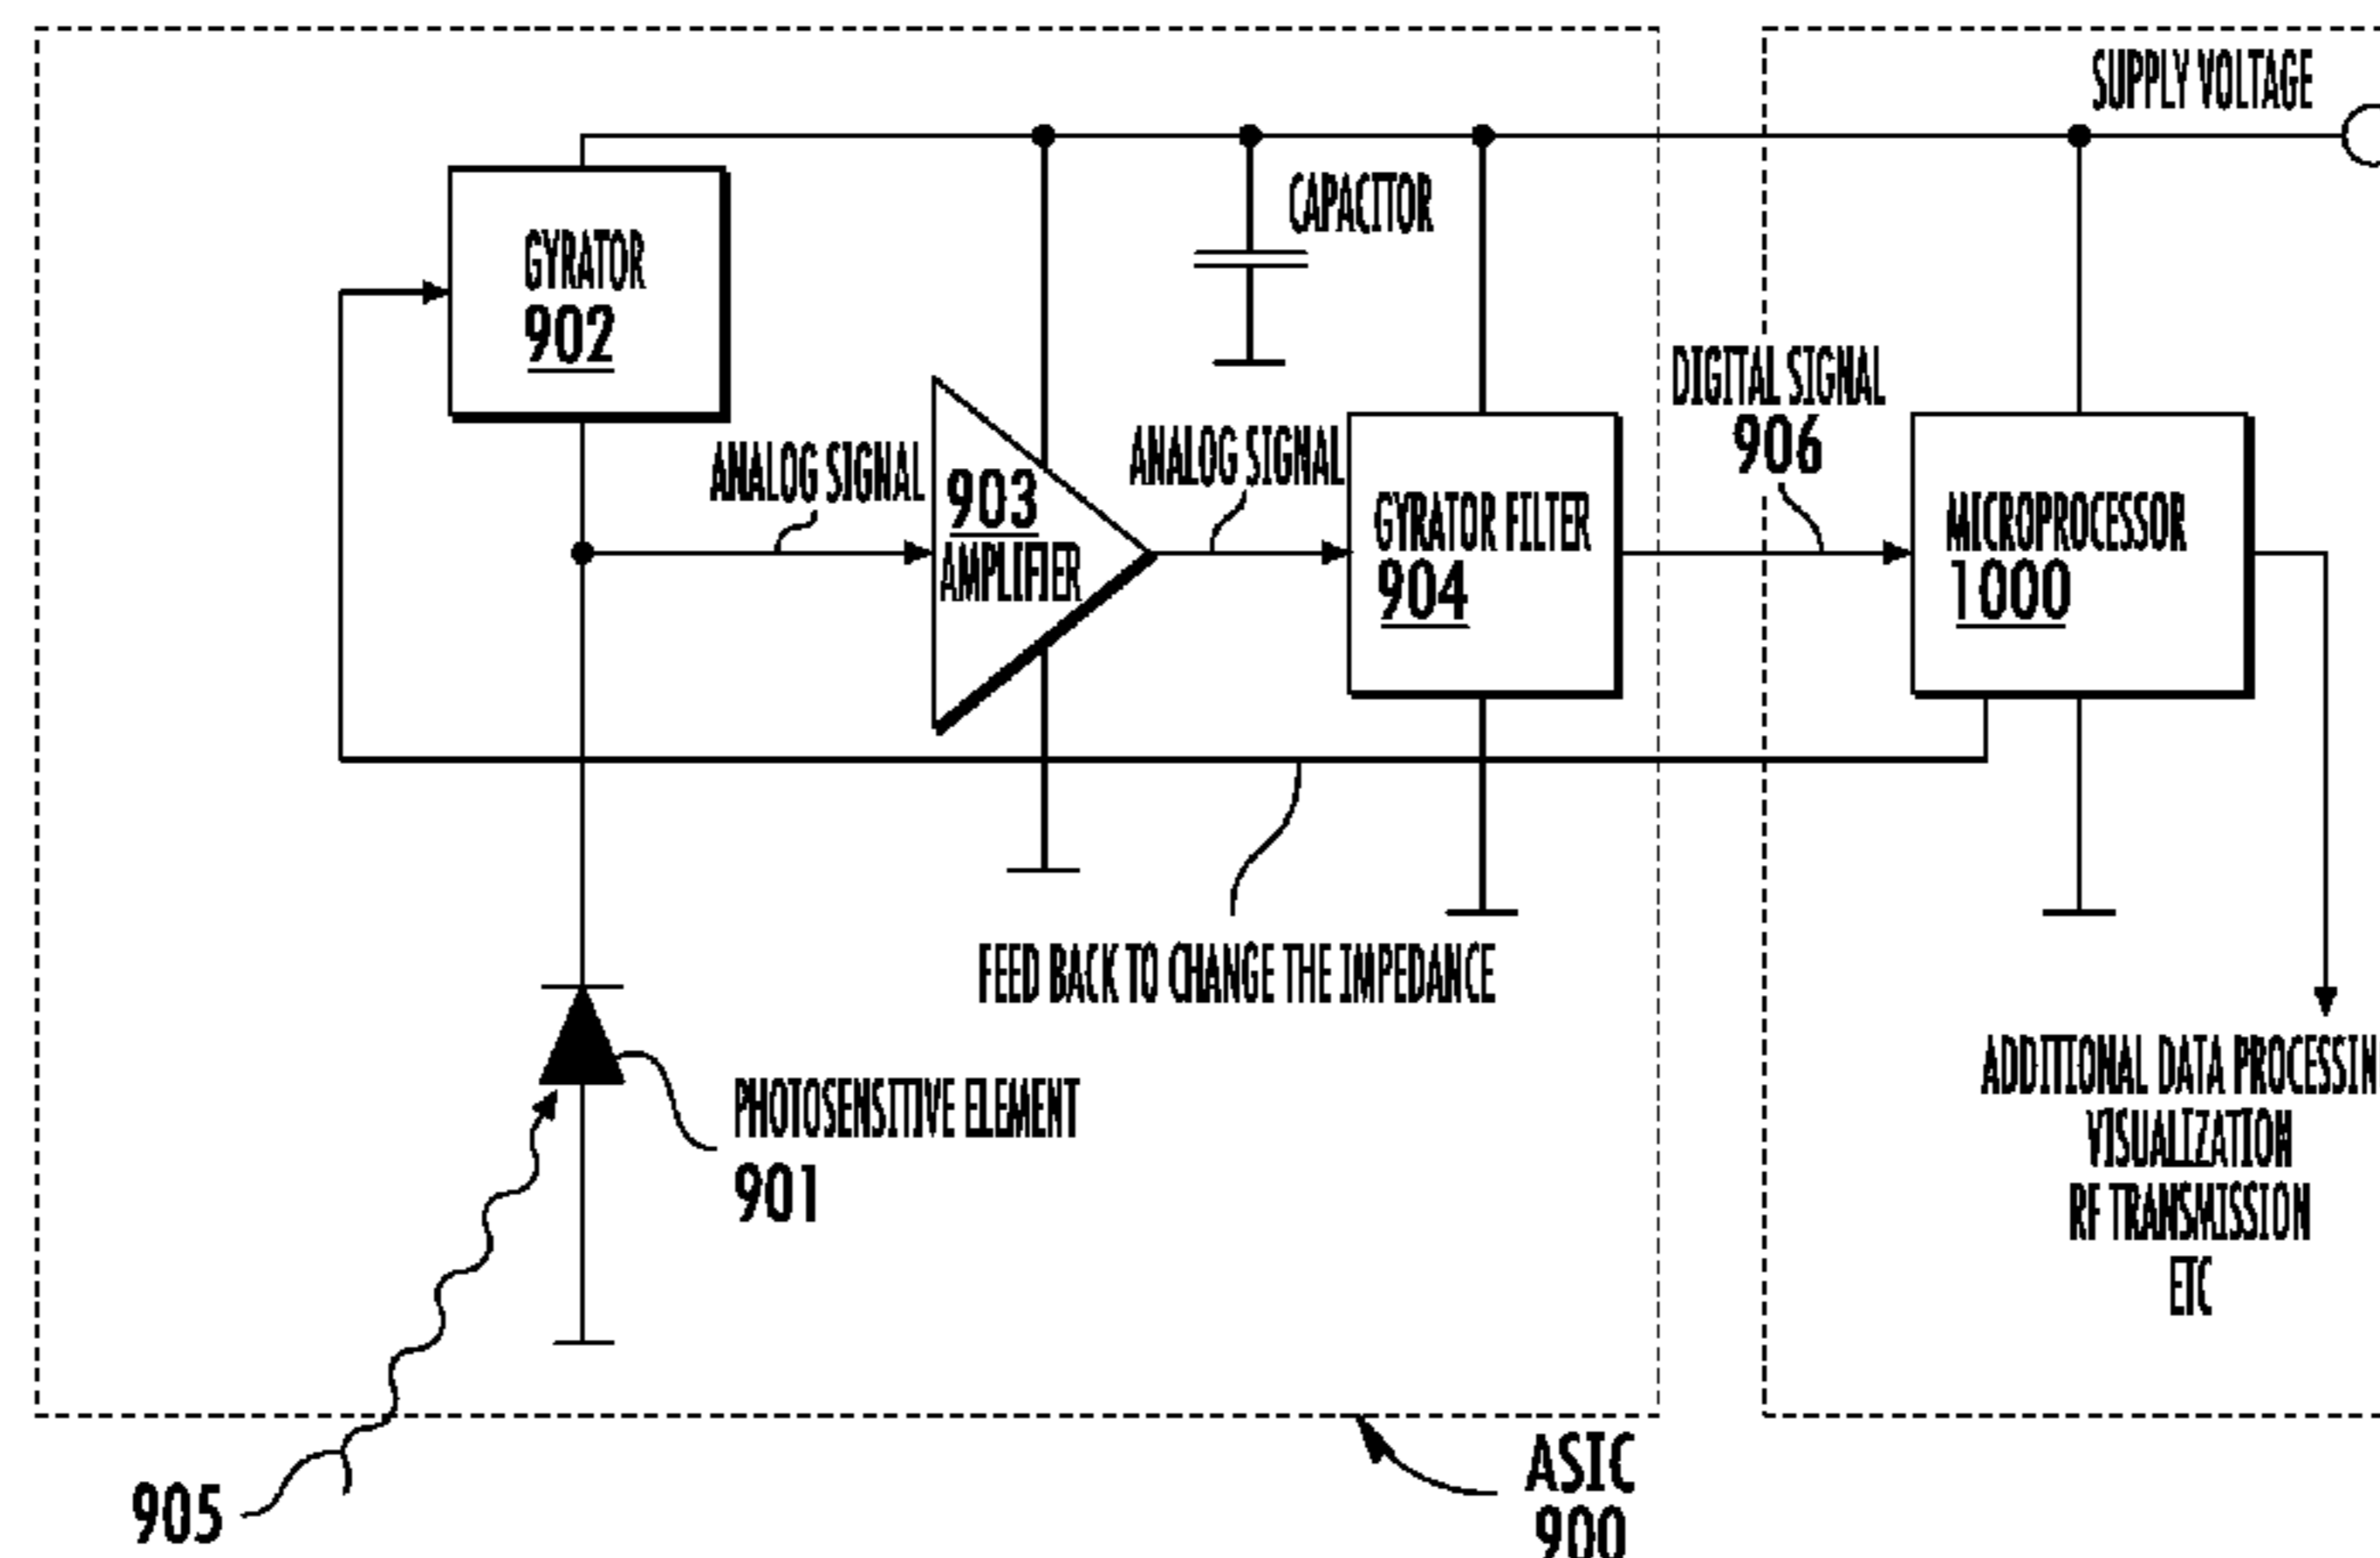 SUPPLY VOLTAGE
CAPACITOR
GYRATOR
902
DIGITAL SIGNAL
906
ANALOG SIGNAL
ANALOG SIGNAL
903
AMPLIFIER
GYRATOR FILTER
904
MICROPROCESSOR
1000
FEED BACK TO CHANGE THE IMPEDANCE
PHOTOSENSITIVE ELEMENT
901
ADDITIONAL DATA PROCESSIN
VISUALIZATION
RF TRANSMISSION
ETC
905
ASIC
900